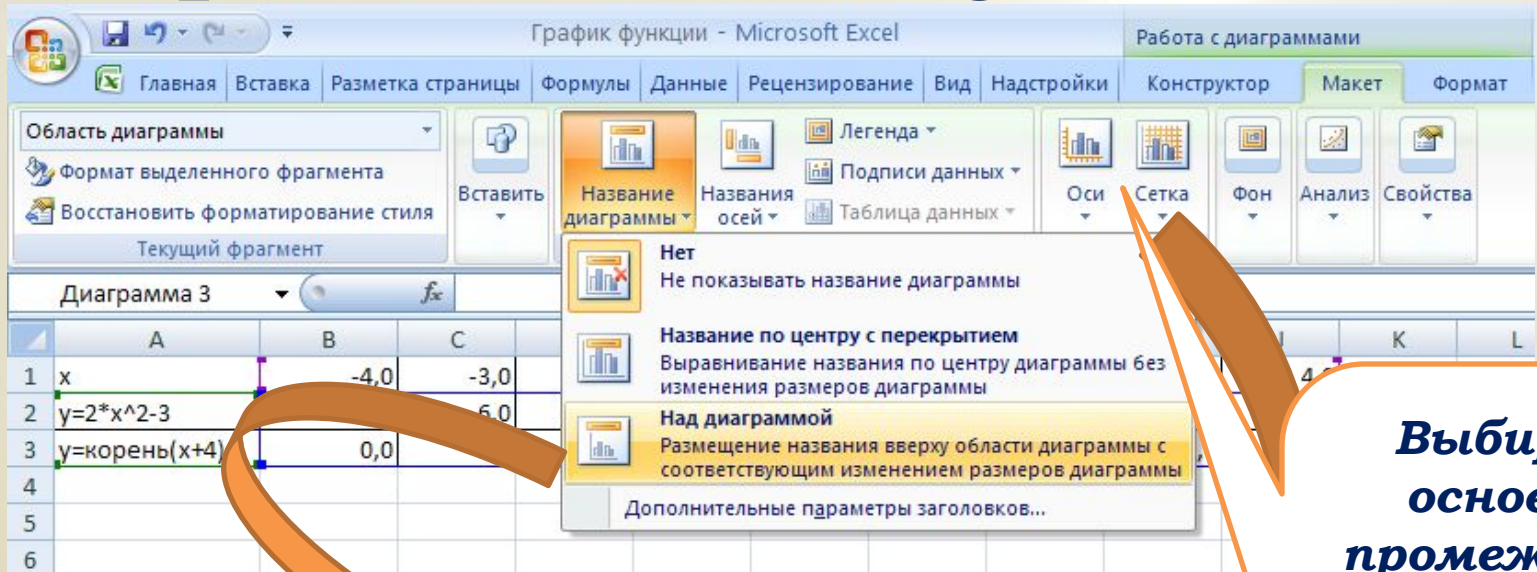 График функции - Microsoft Excel
Работа с диаграммами
Главная Вставка Разметка страницы Формулы Данные Рецензирование Вид Надстройки Конструктор Макет Формат
Область диаграммы
Формат выделенного фрагмента
Восстановить форматирование стиля
Текущий фрагмент
Вставить
Название диаграммы
Названия осей
Легенда
Подписи данных
Таблица данных
Оси
Сетка
Фон
Анализ
Свойства
Нет
Не показывать название диаграммы
Название по центру с перекрытием
Выравнивание названия по центру диаграммы без
изменения размеров диаграммы
Над диаграммой
Размещение названия вверху области диаграммы с
соответствующим изменением размеров диаграммы
Дополнительные параметры заголовков...
Диаграмма 3 fx
A B C J K L
1 x -4,0 -3,0
2 y=2*x^2-3
3 y=корень(x+4) 0,0
4
5
6
основ
промеж